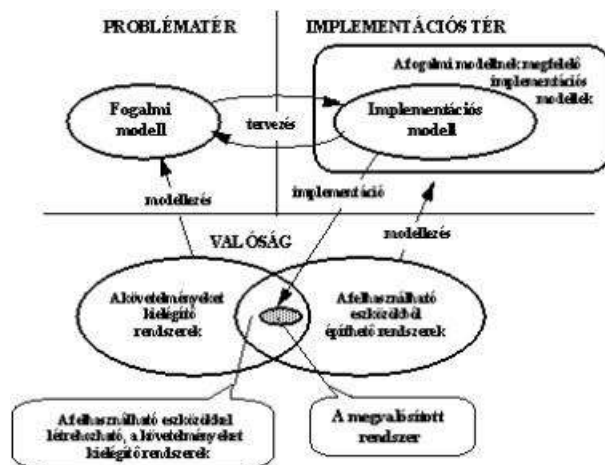 PROBLÉMATÉR
IMPLEMENTÁCIÓS TÉR
A fogalmi modellnek megfelelő
implementációs
modellek
Fogalmi
modell
tervezés
Implementációs
modell
modellezés
implementáció
modellezés
VALÓSÁG
A követelményeket
kielégítő
rendszerek
A felhasználható
eszközökből
építhető rendszerek
A felhasználható eszközökkel
létrehozható, a követelményeket
kielégítő rendszerek
A megvalósított
rendszer